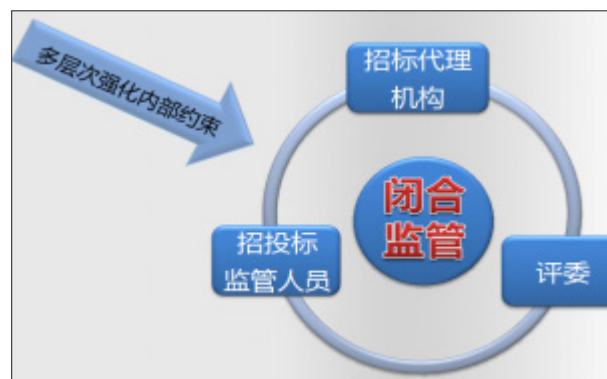 多层次强化内部约束
招标代理
机构
闭合
监管
招投标
监管人员
评委